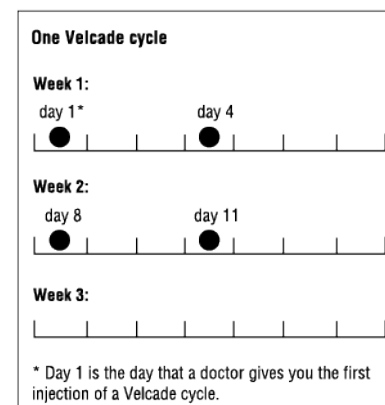 One Velcade cycle
Week 1:
day 1*
day 4
Week 2:
day 8
day 11
Week 3:
* Day 1 is the day that a doctor gives you the first
injection of a Velcade cycle.